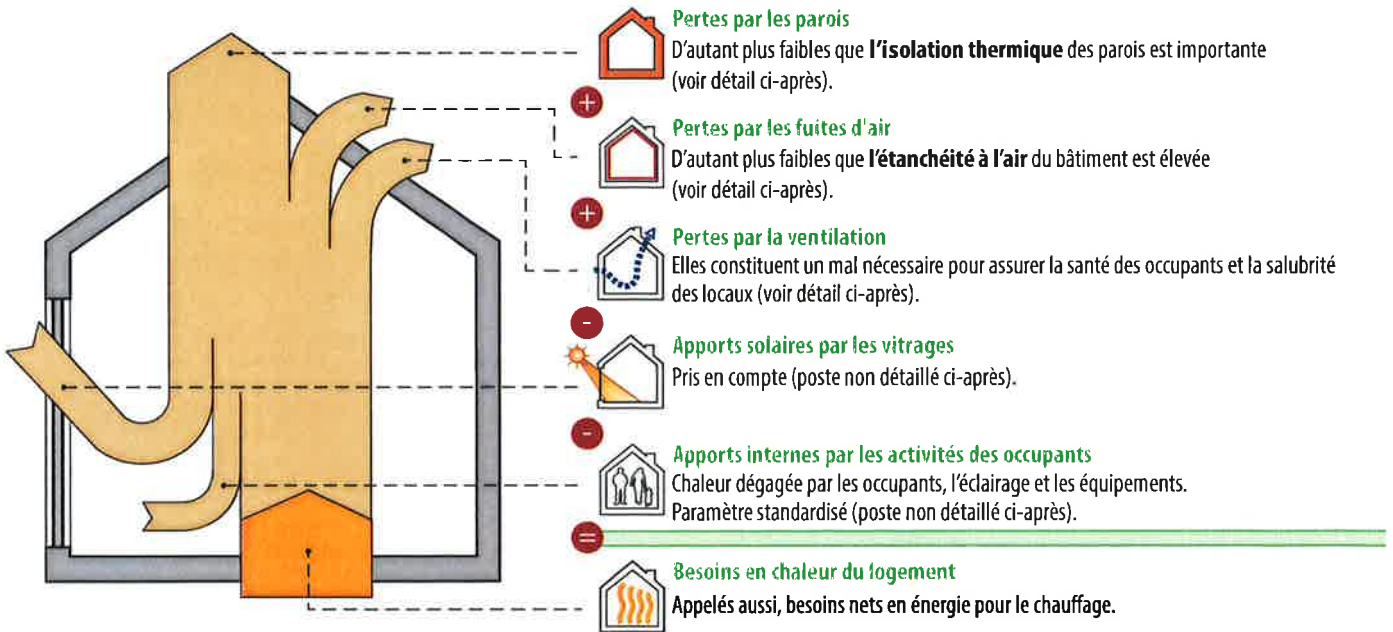 Pertes par les parois
D'autant plus faibles que l'isolation thermique des parois est importante
(voir détail ci-après).
+
Pertes par les fuites d'air
D'autant plus faibles que l'étanchéité à l'air du bâtiment est élevée
(voir détail ci-après).
+
Pertes par la ventilation
Elles constituent un mal nécessaire pour assurer la santé des occupants et la salubrité
des locaux (voir détail ci-après).
-
Apports solaires par les vitrages
Pris en compte (poste non détaillé ci-après).
-
Apports internes par les activités des occupants
Chaleur dégagée par les occupants, l'éclairage et les équipements.
Paramètre standardisé (poste non détaillé ci-après).
=
Besoins en chaleur du logement
Appelés aussi, besoins nets en énergie pour le chauffage.